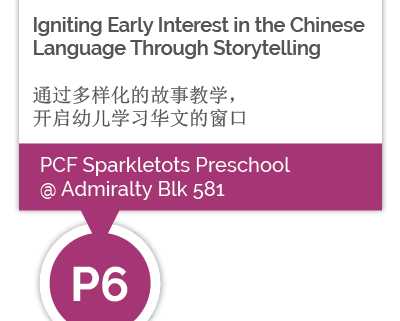 Igniting Early Interest in the Chinese
Language Through Storytelling
通过多样化的故事教学，
开启幼儿学习华文的窗口
PCF Sparkletots Preschool
@ Admiralty Blk 581
P6